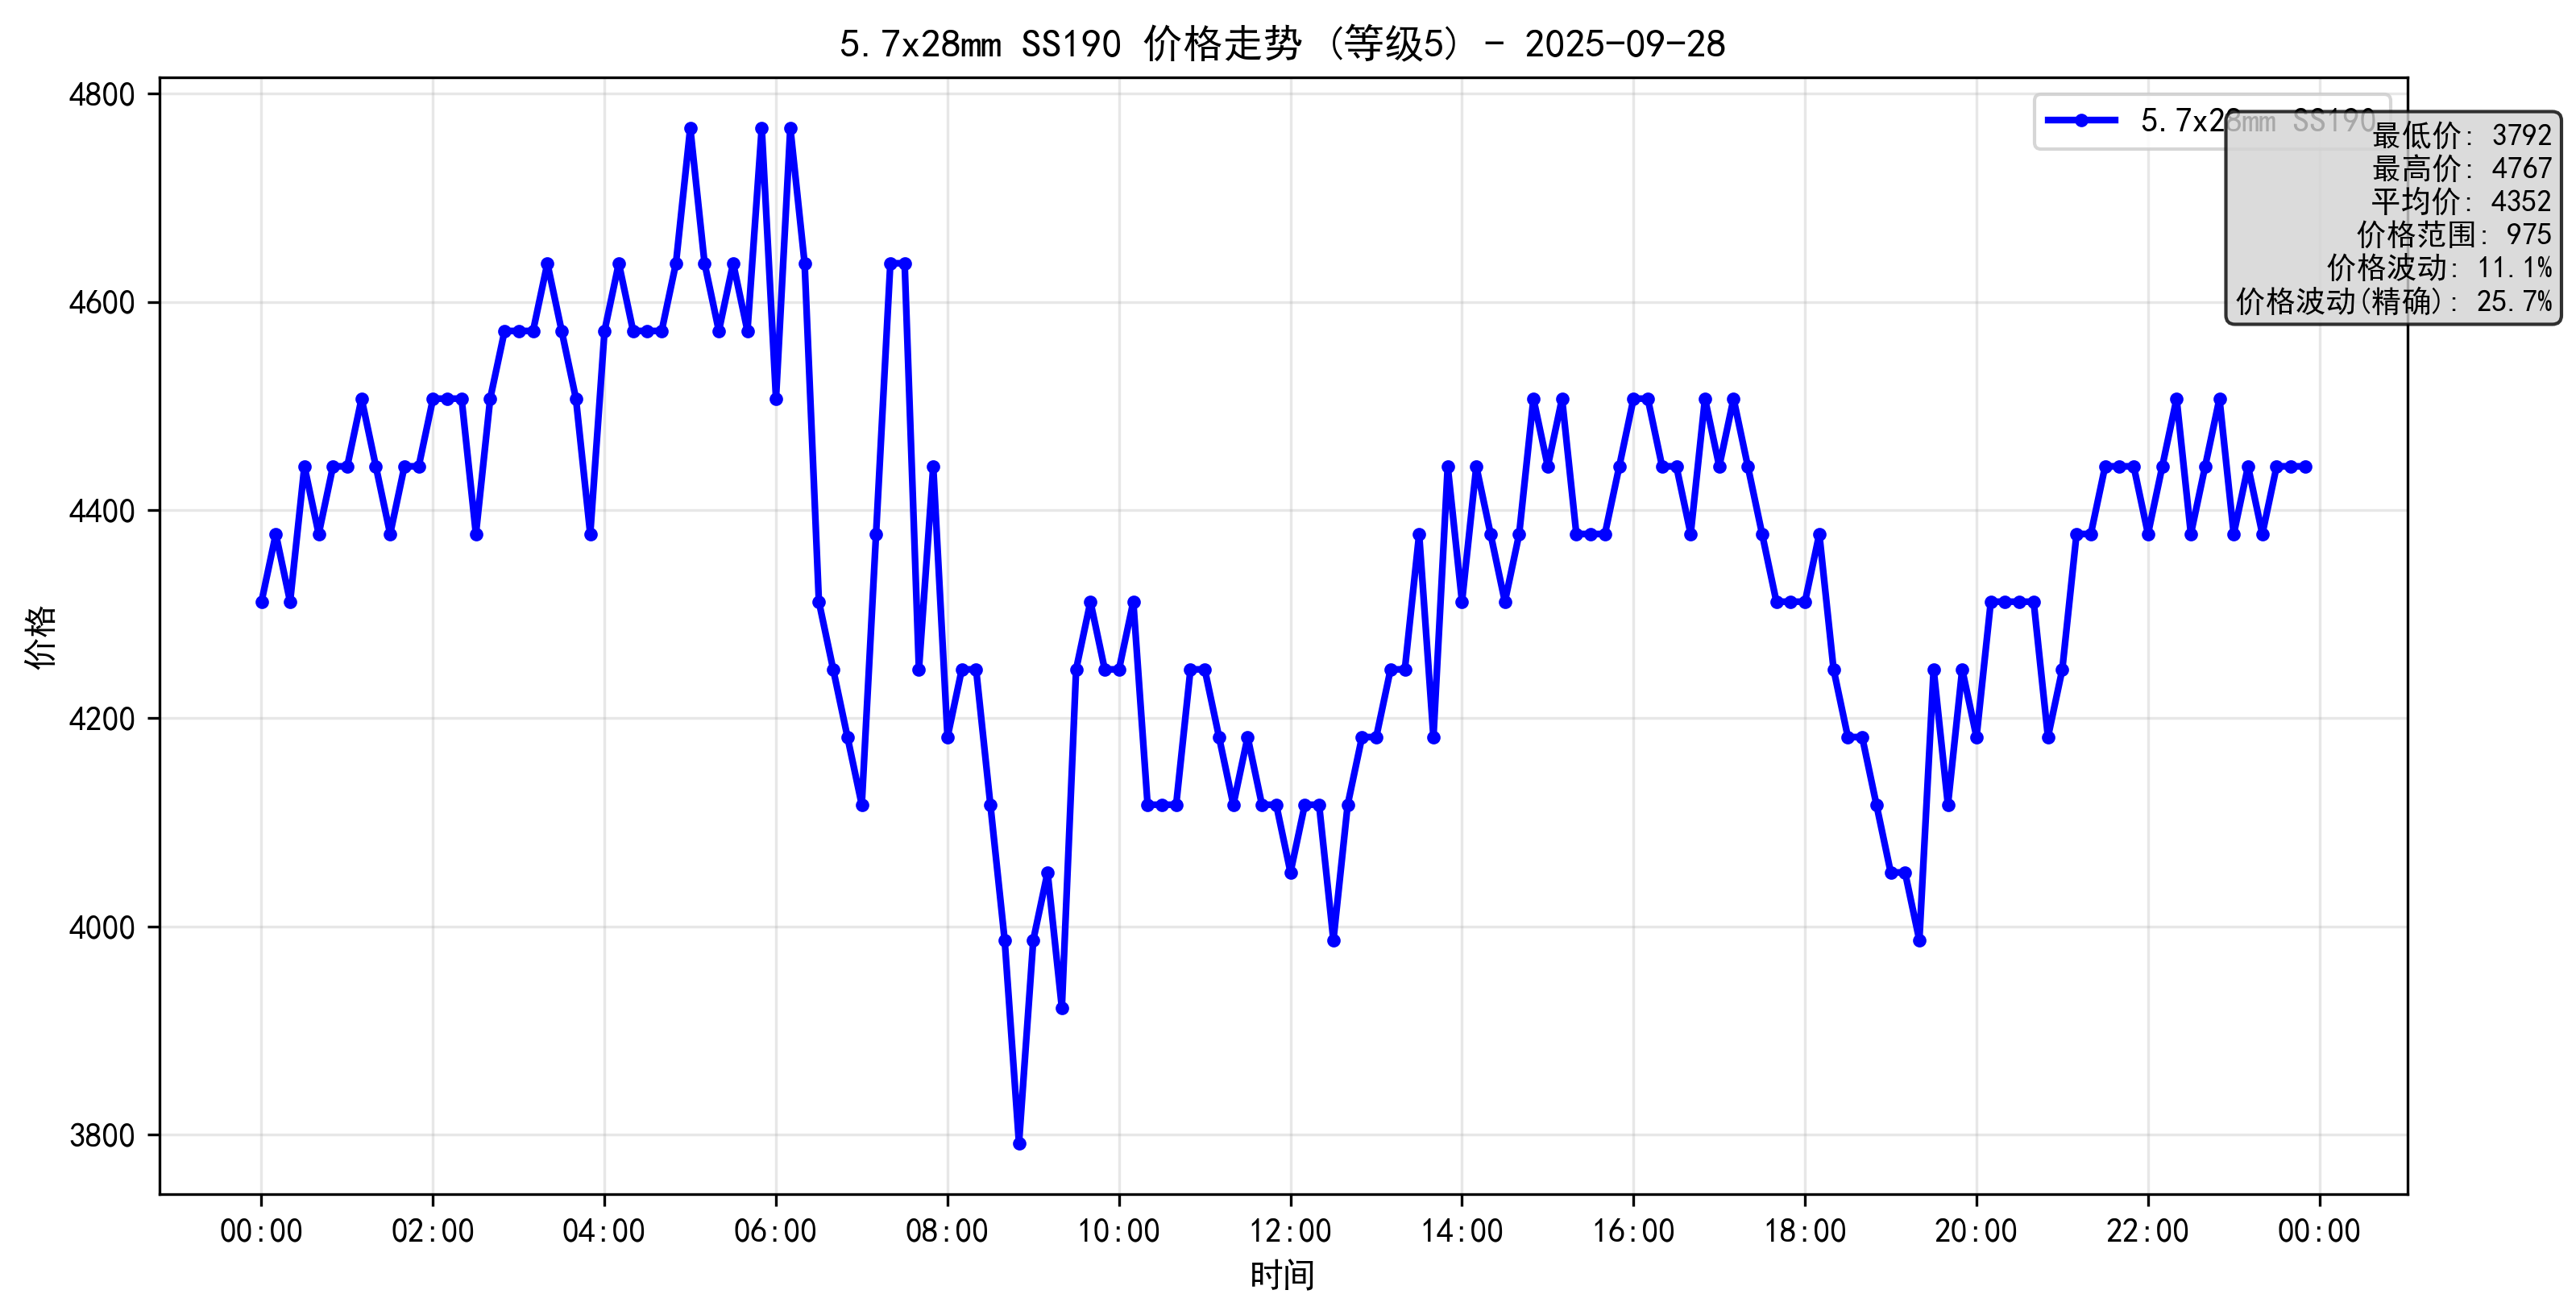 5.7x28mm SS190 价格走势 (等级5) - 2025-09-28
4800
4600
4400
4200
4000
3800
价格
5.7x28mm SS190
最低价: 3792
最高价: 4767
平均价: 4352
价格范围: 975
价格波动: 11.1%
价格波动(精确): 25.7%
00:00 02:00 04:00 06:00 08:00 10:00 12:00 14:00 16:00 18:00 20:00 22:00 00:00
时间